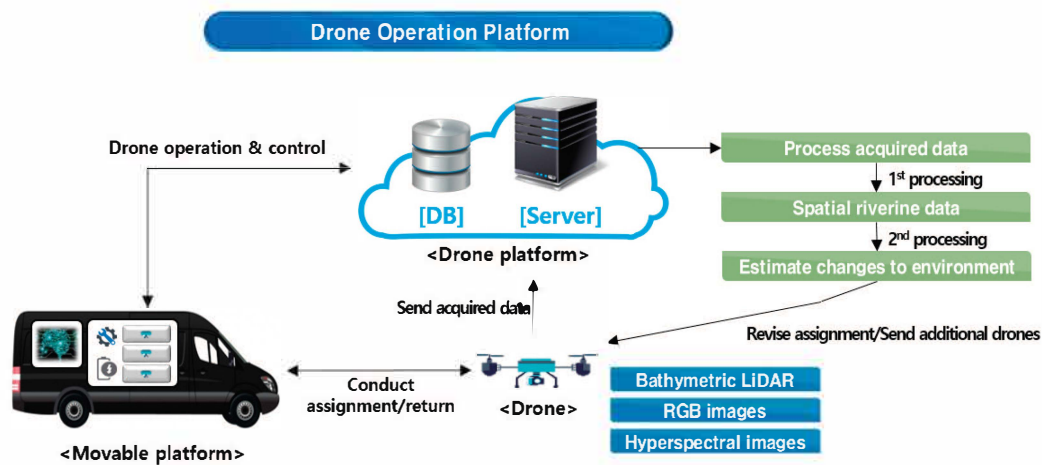 Drone Operation Platform
Drone operation & control
[DB]
[Server]
<Drone platform>
Process acquired data
1st processing
Spatial riverine data
2nd processing
Estimate changes to environment
Send acquired data
Revise assignment/Send additional drones
Conduct
assignment/return
<Drone>
Bathymetric LiDAR
RGB images
Hyperspectral images
<Movable platform>